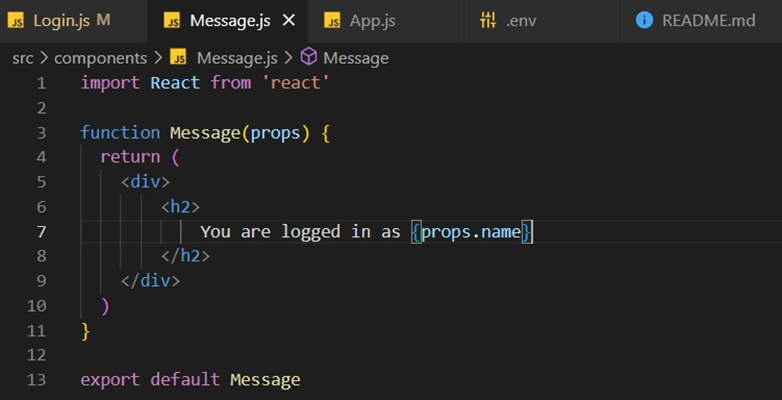 JS Login.js M JS Message.js × JS App.js .env README.md
src > components > JS Message.js > Message
1 import React from 'react'
2
3 function Message(props) {
4 return (
5 <div>
6 <h2>
7 You are logged in as {props.name}
8 </h2>
9 </div>
10 )
11 }
12
13 export default Message